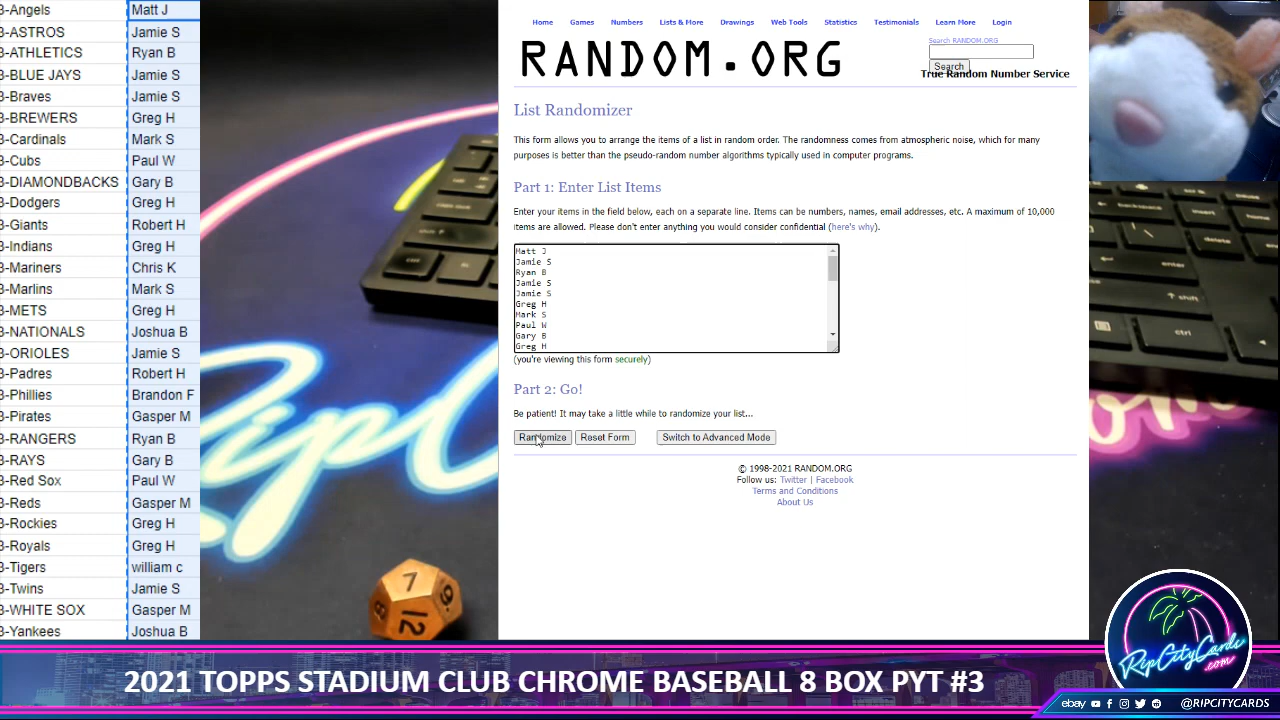 3-Angels Matt J
3-ASTROS Jamie S
3-ATHLETICS Ryan B
3-BLUE JAYS Jamie S
3-Braves Jamie S
3-BREWERS Greg H
3-Cardinals Mark S
3-Cubs Paul W
3-DIAMONDBACKS Gary B
3-Dodgers Greg H
3-Giants Robert H
3-Indians Greg H
3-Mariners Chris K
3-Marlins Mark S
3-METS Greg H
3-NATIONALS Joshua B
3-ORIOLES Jamie S
3-Padres Robert H
3-Phillies Brandon F
3-Pirates Gasper M
3-RANGERS Ryan B
3-RAYS Gary B
3-Red Sox Paul W
3-Reds Gasper M
3-Rockies Greg H
3-Royals Greg H
3-Tigers william c
3-Twins Jamie S
3-WHITE SOX Gasper M
3-Yankees Joshua B
Home Games Numbers Lists & More Drawings Web Tools Statistics Testimonials Learn More Login
RANDOM.ORG
Search RANDOM.ORG
Search
True Random Number Service
List Randomizer
This form allows you to arrange the items of a list in random order. The randomness comes from atmospheric noise, which for many
purposes is better than the pseudo-random number algorithms typically used in computer programs.
Part 1: Enter List Items
Enter your items in the field below, each on a separate line. Items can be numbers, names, email addresses, etc. A maximum of 10,000
items are allowed. Please don't enter anything you would consider confidential (here's why).
Matt J
Jamie S
Ryan B
Jamie S
Jamie S
Greg H
Mark S
Paul W
Gary B
Greg H
(you're viewing this form securely)
Part 2: Go!
Be patient! It may take a little while to randomize your list...
Randomize Reset Form Switch to Advanced Mode
© 1998-2021 RANDOM.ORG
Follow us: Twitter | Facebook
Terms and Conditions
About Us
7
9
8
12
RipCityCards
.com
2021 TOPPS STADIUM CLUB CHROME BASEBALL 8 BOX PYT #3
ebay @RIPCITYCARDS